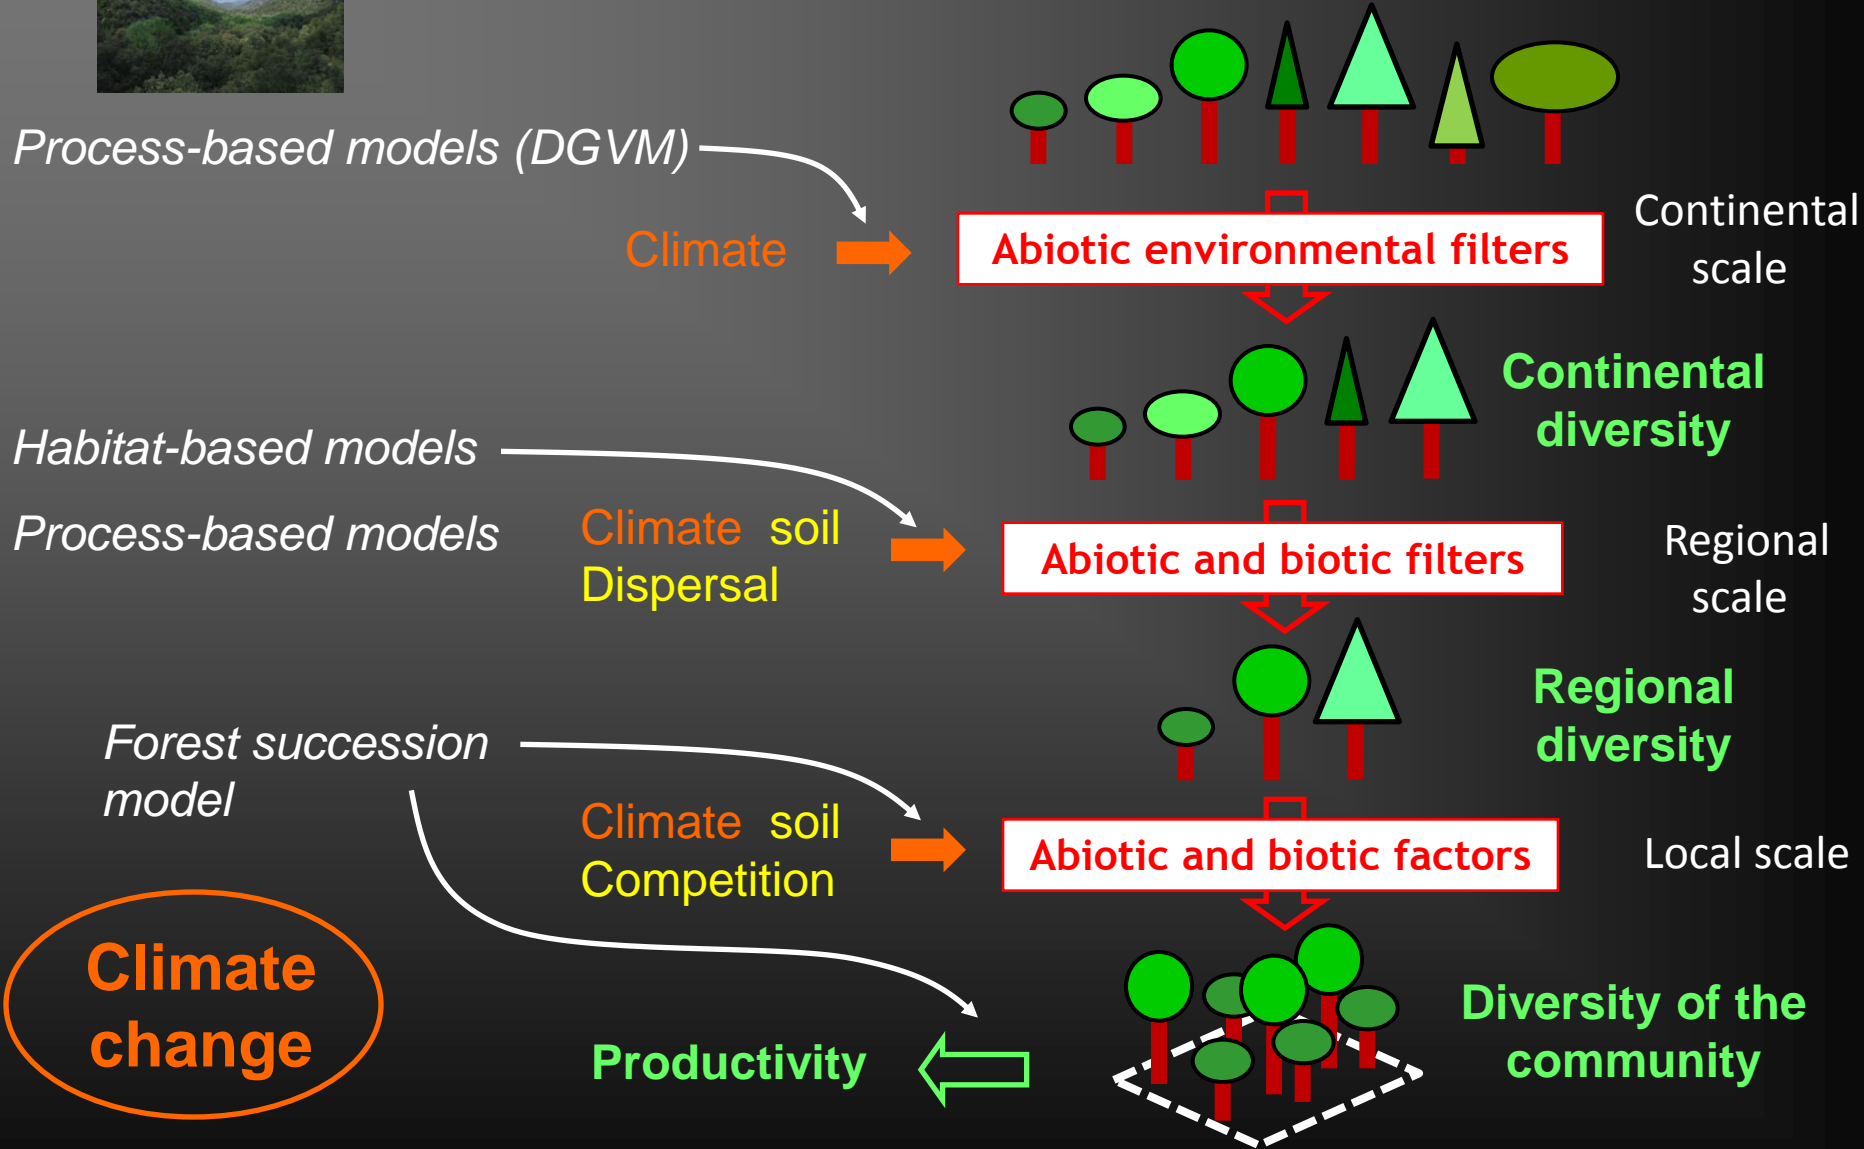 Process-based models (DGVM)
Climate
Abiotic environmental filters
Continental
scale
Continental
diversity
Habitat-based models
Process-based models
Climate soil
Dispersal
Abiotic and biotic filters
Regional
scale
Regional
diversity
Forest succession
model
Climate soil
Competition
Abiotic and biotic factors
Local scale
Climate
change
Productivity
Diversity of the
community